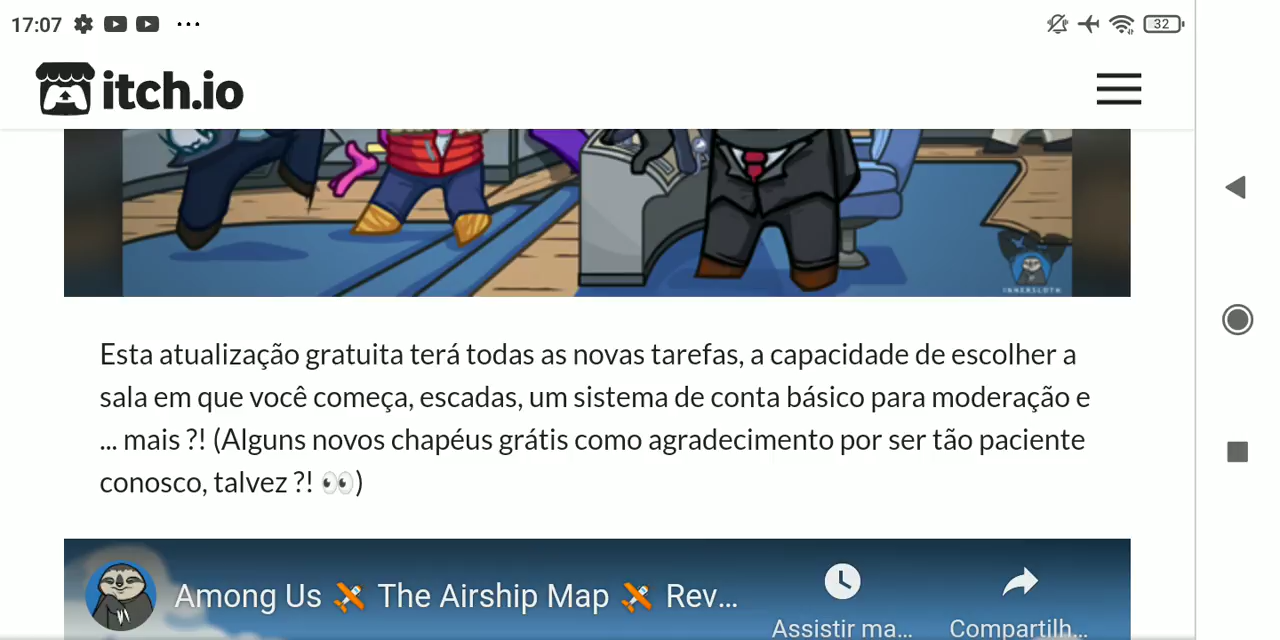 17:07
32
itch.io
INNERSLOTH
Esta atualização gratuita terá todas as novas tarefas, a capacidade de escolher a
sala em que você começa, escadas, um sistema de conta básico para moderação e
... mais ?! (Alguns novos chapéus grátis como agradecimento por ser tão paciente
conosco, talvez ?! 👀)
Among Us ✈ The Airship Map ✈ Rev...
Assistir ma...
Compartilh...